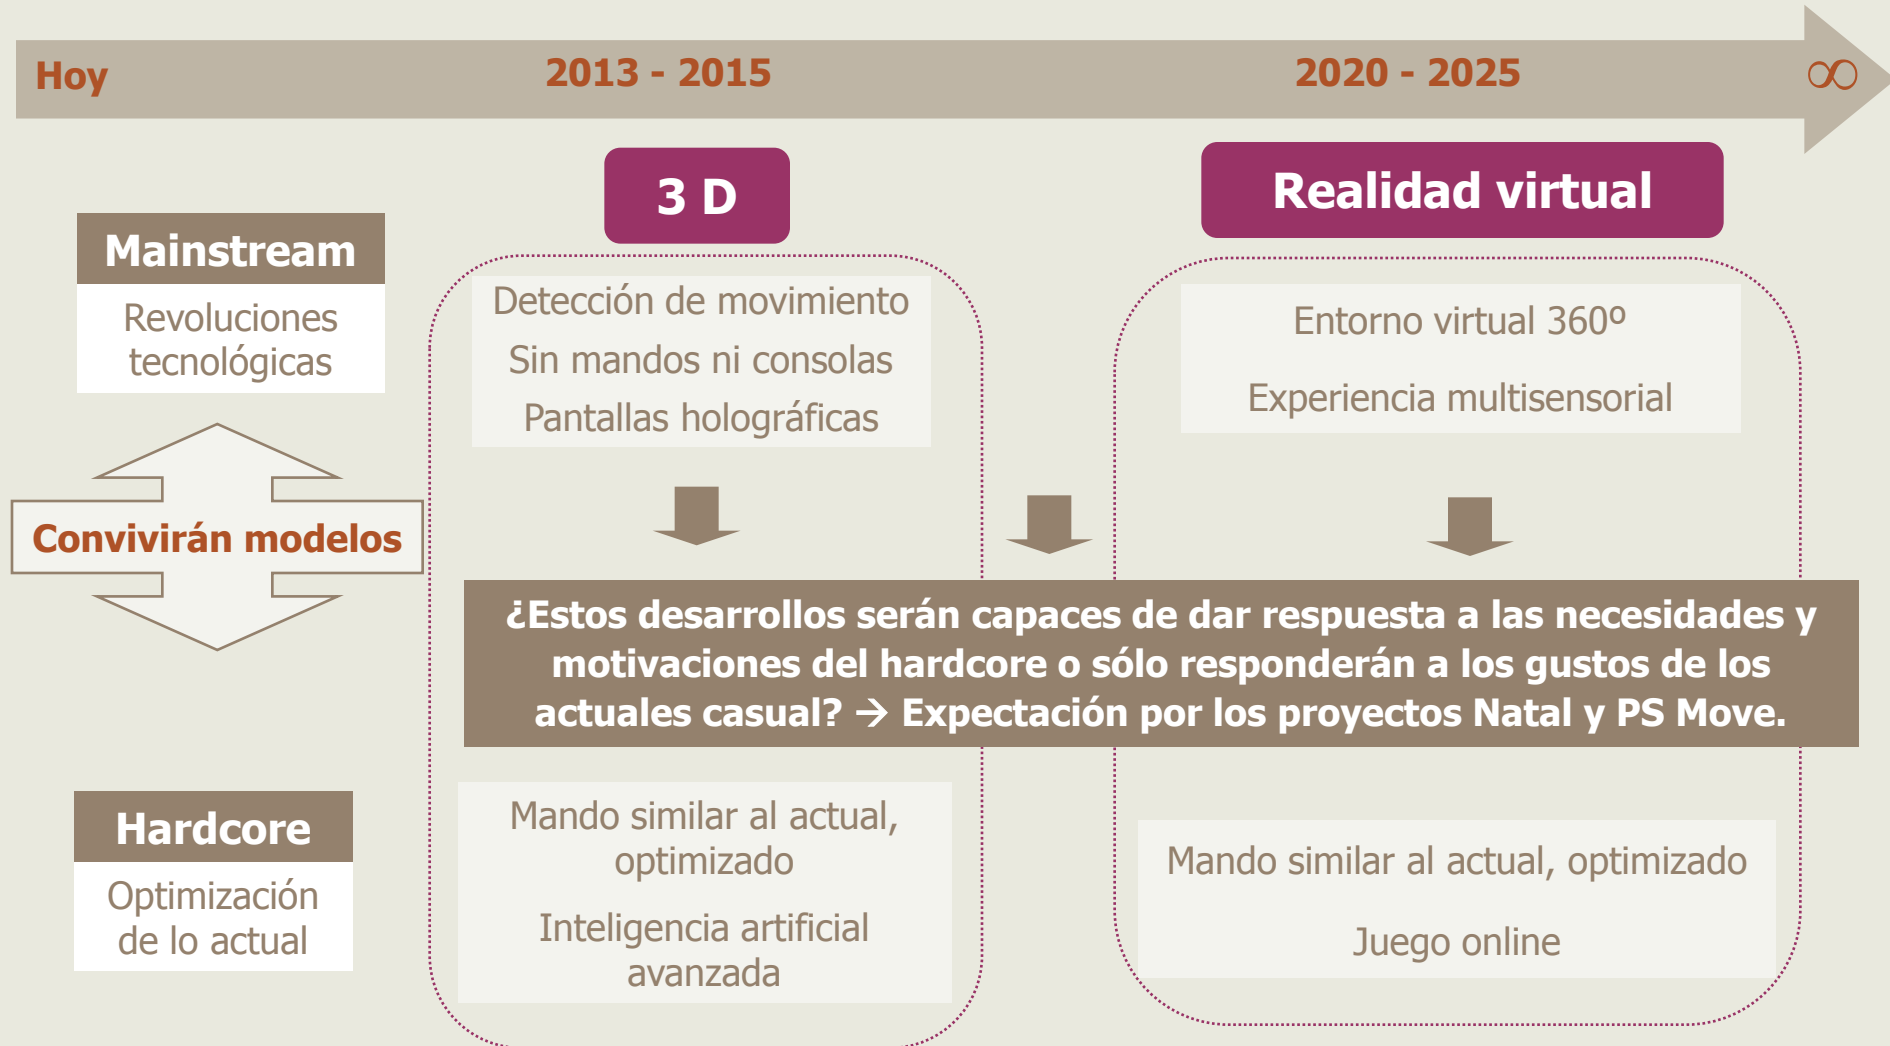 Hoy
2013 - 2015
2020 - 2025
∞
3 D
Realidad virtual
Mainstream
Revoluciones
tecnológicas
Detección de movimiento
Sin mandos ni consolas
Pantallas holográficas
Entorno virtual 360º
Experiencia multisensorial
Convivirán modelos
¿Estos desarrollos serán capaces de dar respuesta a las necesidades y
motivaciones del hardcore o sólo responderán a los gustos de los
actuales casual? → Expectación por los proyectos Natal y PS Move.
Hardcore
Optimización
de lo actual
Mando similar al actual,
optimizado
Inteligencia artificial
avanzada
Mando similar al actual, optimizado
Juego online